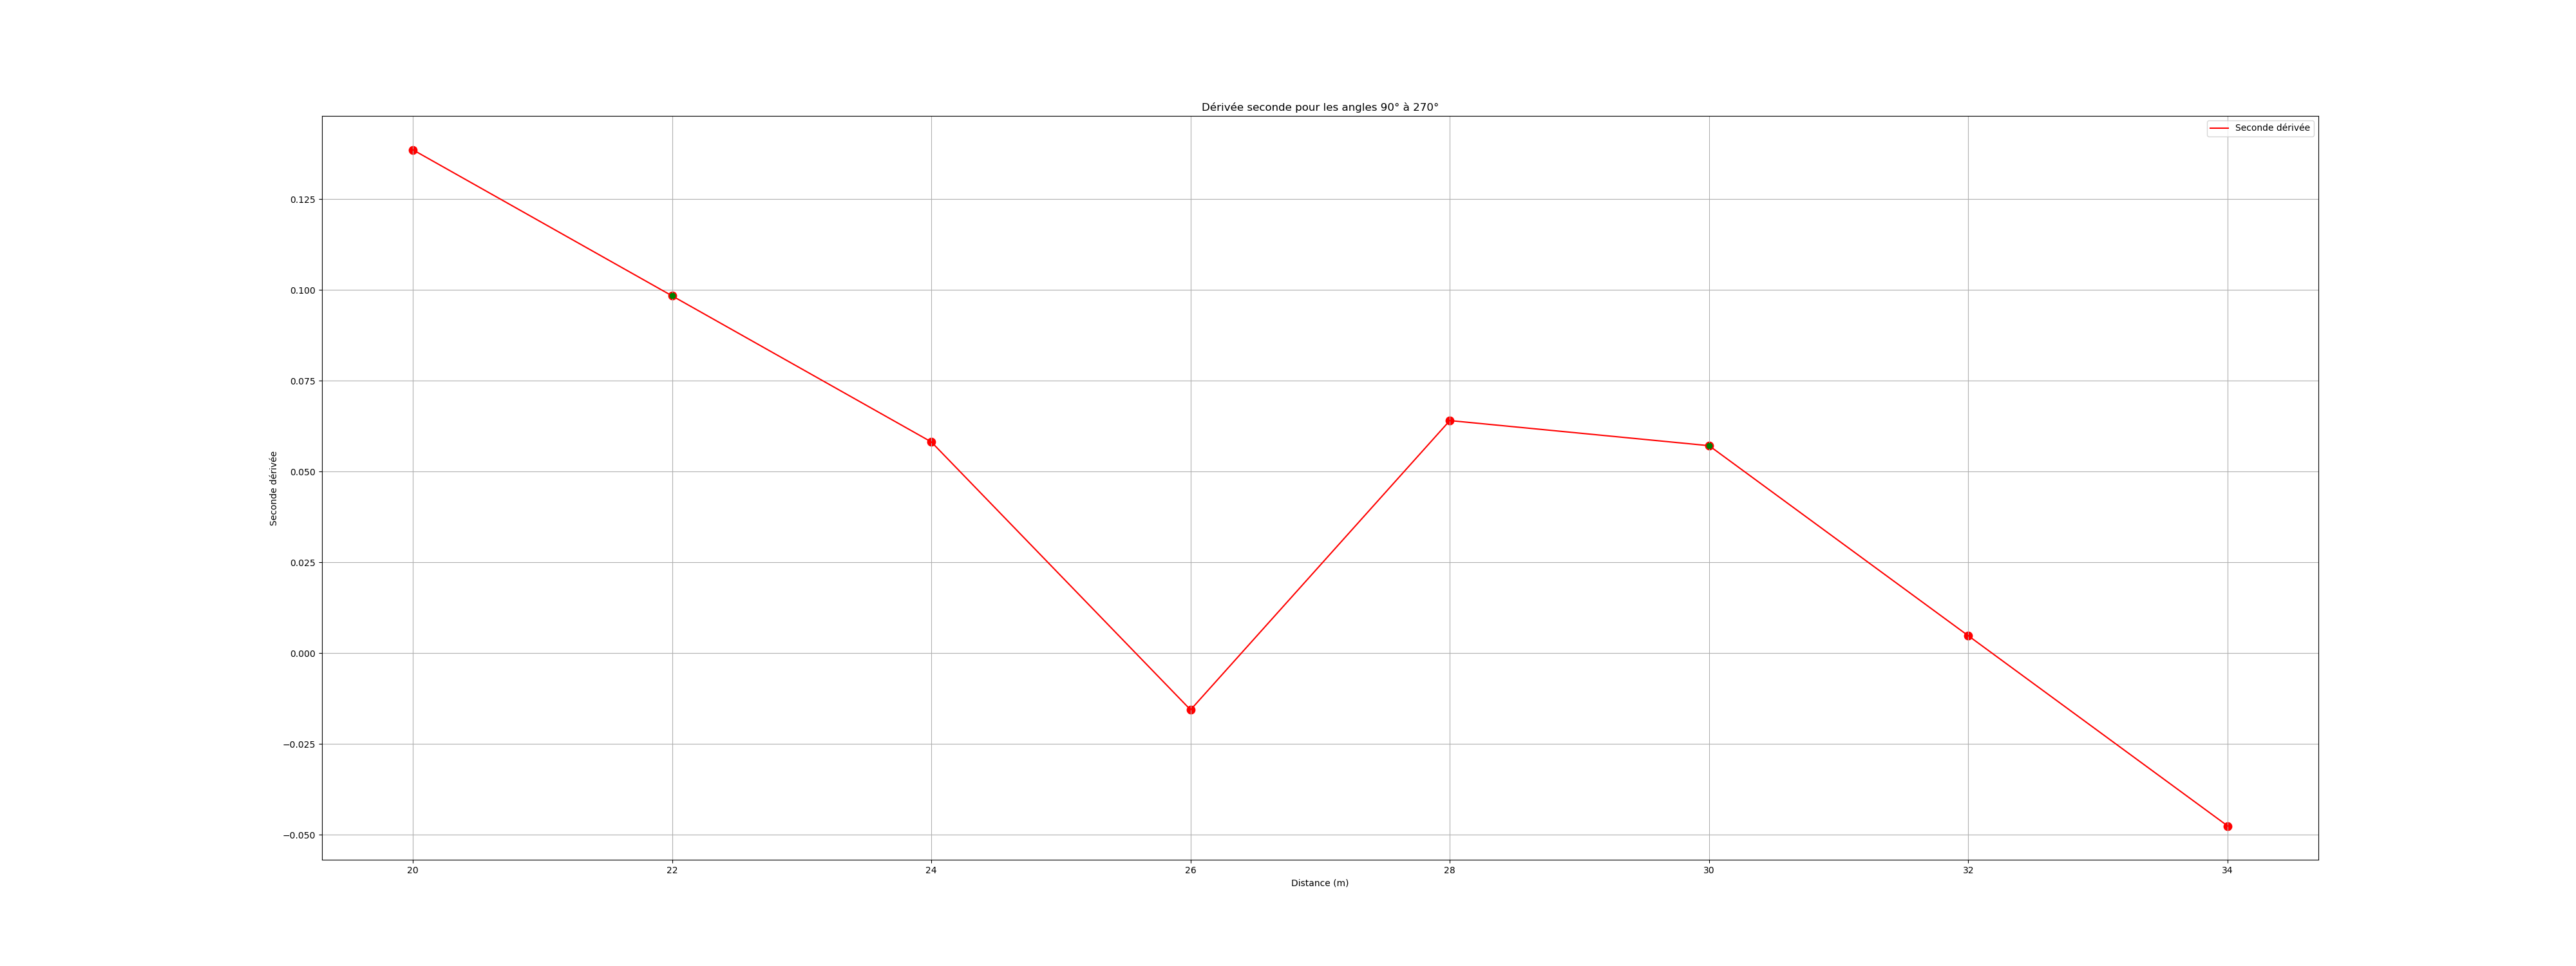 Dérivée seconde pour les angles 90° à 270°
Seconde dérivée
0.125
0.100
0.075
0.050
0.025
0.000
−0.025
−0.050
Seconde dérivée
20 22 24 26 28 30 32 34
Distance (m)